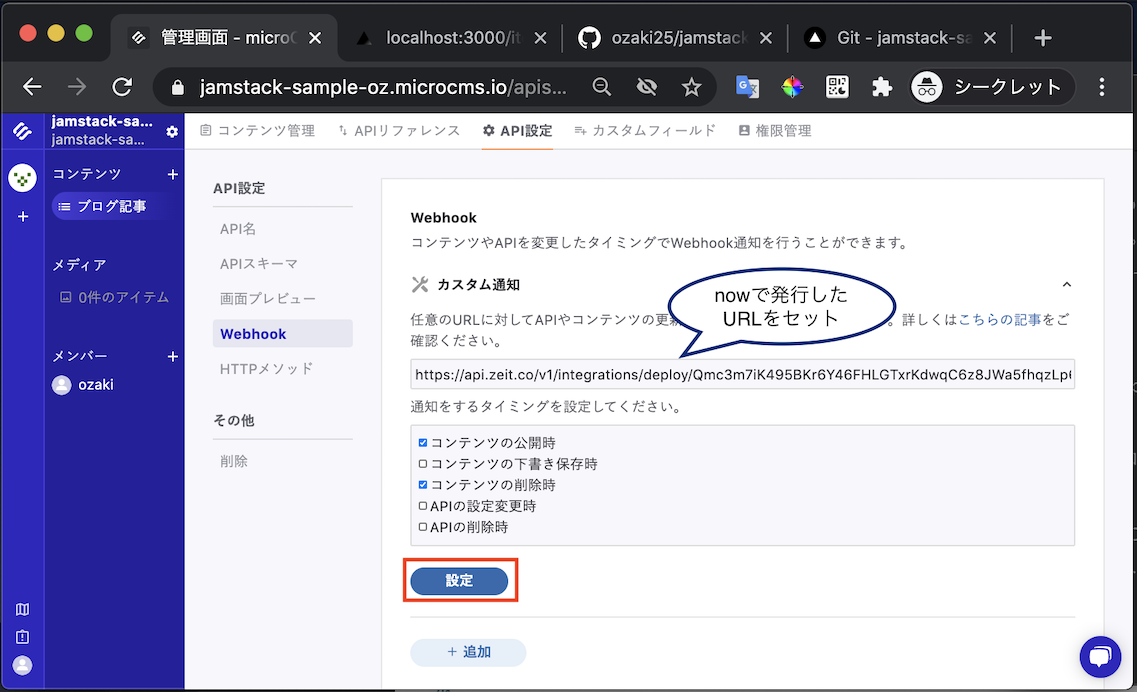 管理画面 - micro
localhost:3000/it
ozaki25/jamstack
Git - jamstack-sa
jamstack-sample-oz.microcms.io/apis...
シークレット
jamstack-sa...
jamstack-sa...
コンテンツ
ブログ記事
メディア
0件のアイテム
メンバー
ozaki
コンテンツ管理
APIリファレンス
API設定
カスタムフィールド
権限管理
API設定
API名
APIスキーマ
画面プレビュー
Webhook
HTTPメソッド
その他
削除
Webhook
コンテンツやAPIを変更したタイミングでWebhook通知を行うことができます。
カスタム通知
nowで発行した
URLをセット
任意のURLに対してAPIやコンテンツの更新 。詳しくはこちらの記事をご
確認ください。
https://api.zeit.co/v1/integrations/deploy/Qmc3m7iK495BKr6Y46FHLGTxrKdwqC6z8JWa5fhqzLp
通知をするタイミングを設定してください。
コンテンツの公開時
コンテンツの下書き保存時
コンテンツの削除時
APIの設定変更時
APIの削除時
設定
+ 追加